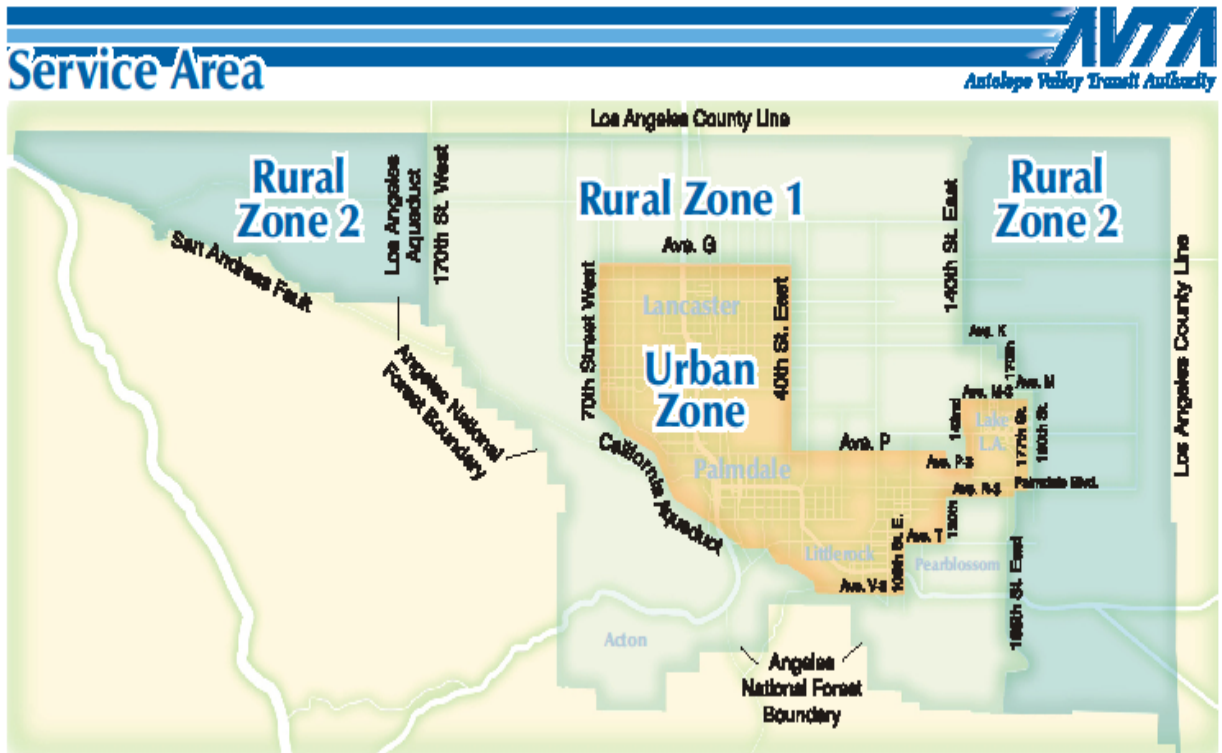 AVTA
Antelope Valley Transit Authority
Service Area
Los Angeles County Line
Rural
Zone 2
Los Angeles
Aqueduct
170th St. West
Rural Zone 1
Ave. G
140th St. East
Rural
Zone 2
Los Angeles County Line
San Andreas Fault
70th Street West
Lancaster
40th St. East
Urban
Zone
Ave. K
170th
Ave. M
Ave. M-8
Angeles National
Forest Boundary
Lake
L.A.
177th St.
180th St.
Ave. P
California Aqueduct
Palmdale
Ave. P-8
Ave. R-8
Palmdale Blvd.
Ave. T
Littlerock
Pearblossom
Ave. V-8
Acton
Angeles
National Forest
Boundary